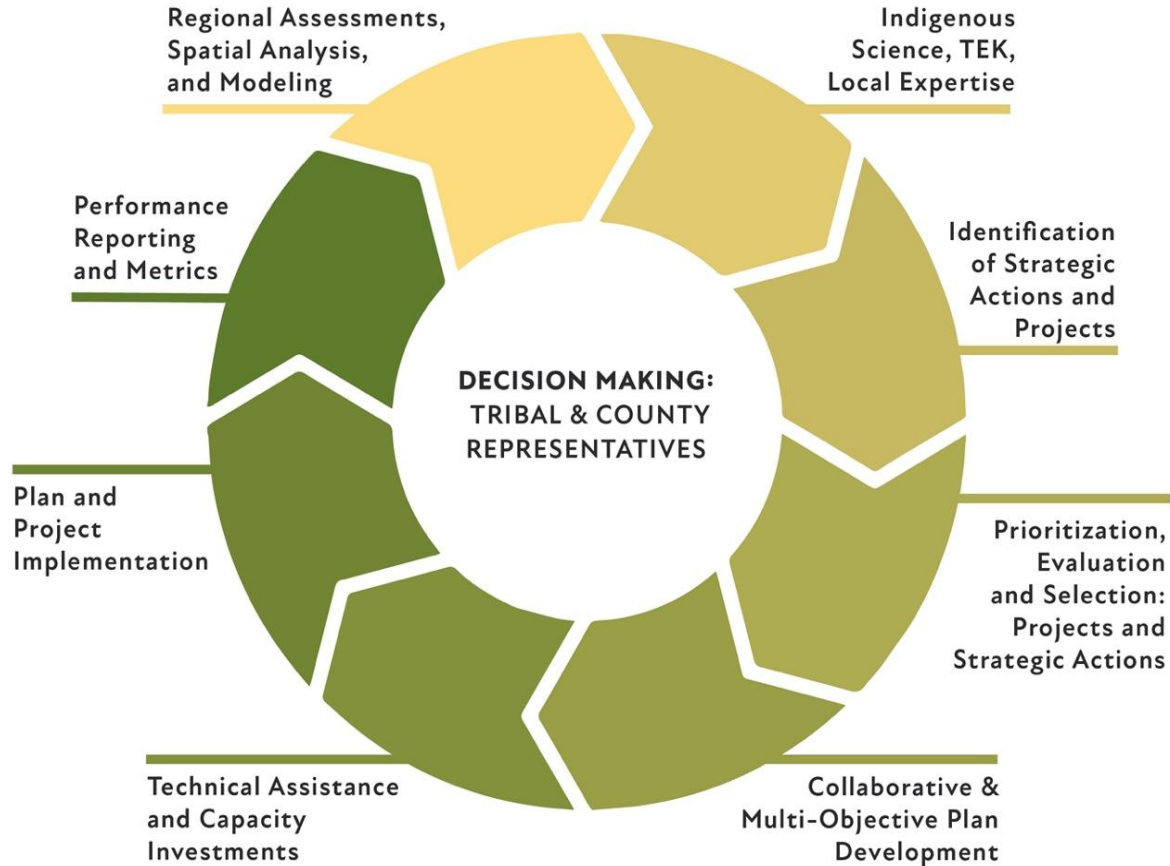 Regional Assessments,
Spatial Analysis,
and Modeling
Indigenous
Science, TEK,
Local Expertise
Identification
of Strategic
Actions and
Projects
Prioritization,
Evaluation
and Selection:
Projects and
Strategic Actions
Collaborative &
Multi-Objective Plan
Development
Technical Assistance
and Capacity
Investments
Plan and
Project
Implementation
Performance
Reporting
and Metrics
DECISION MAKING:
TRIBAL & COUNTY
REPRESENTATIVES